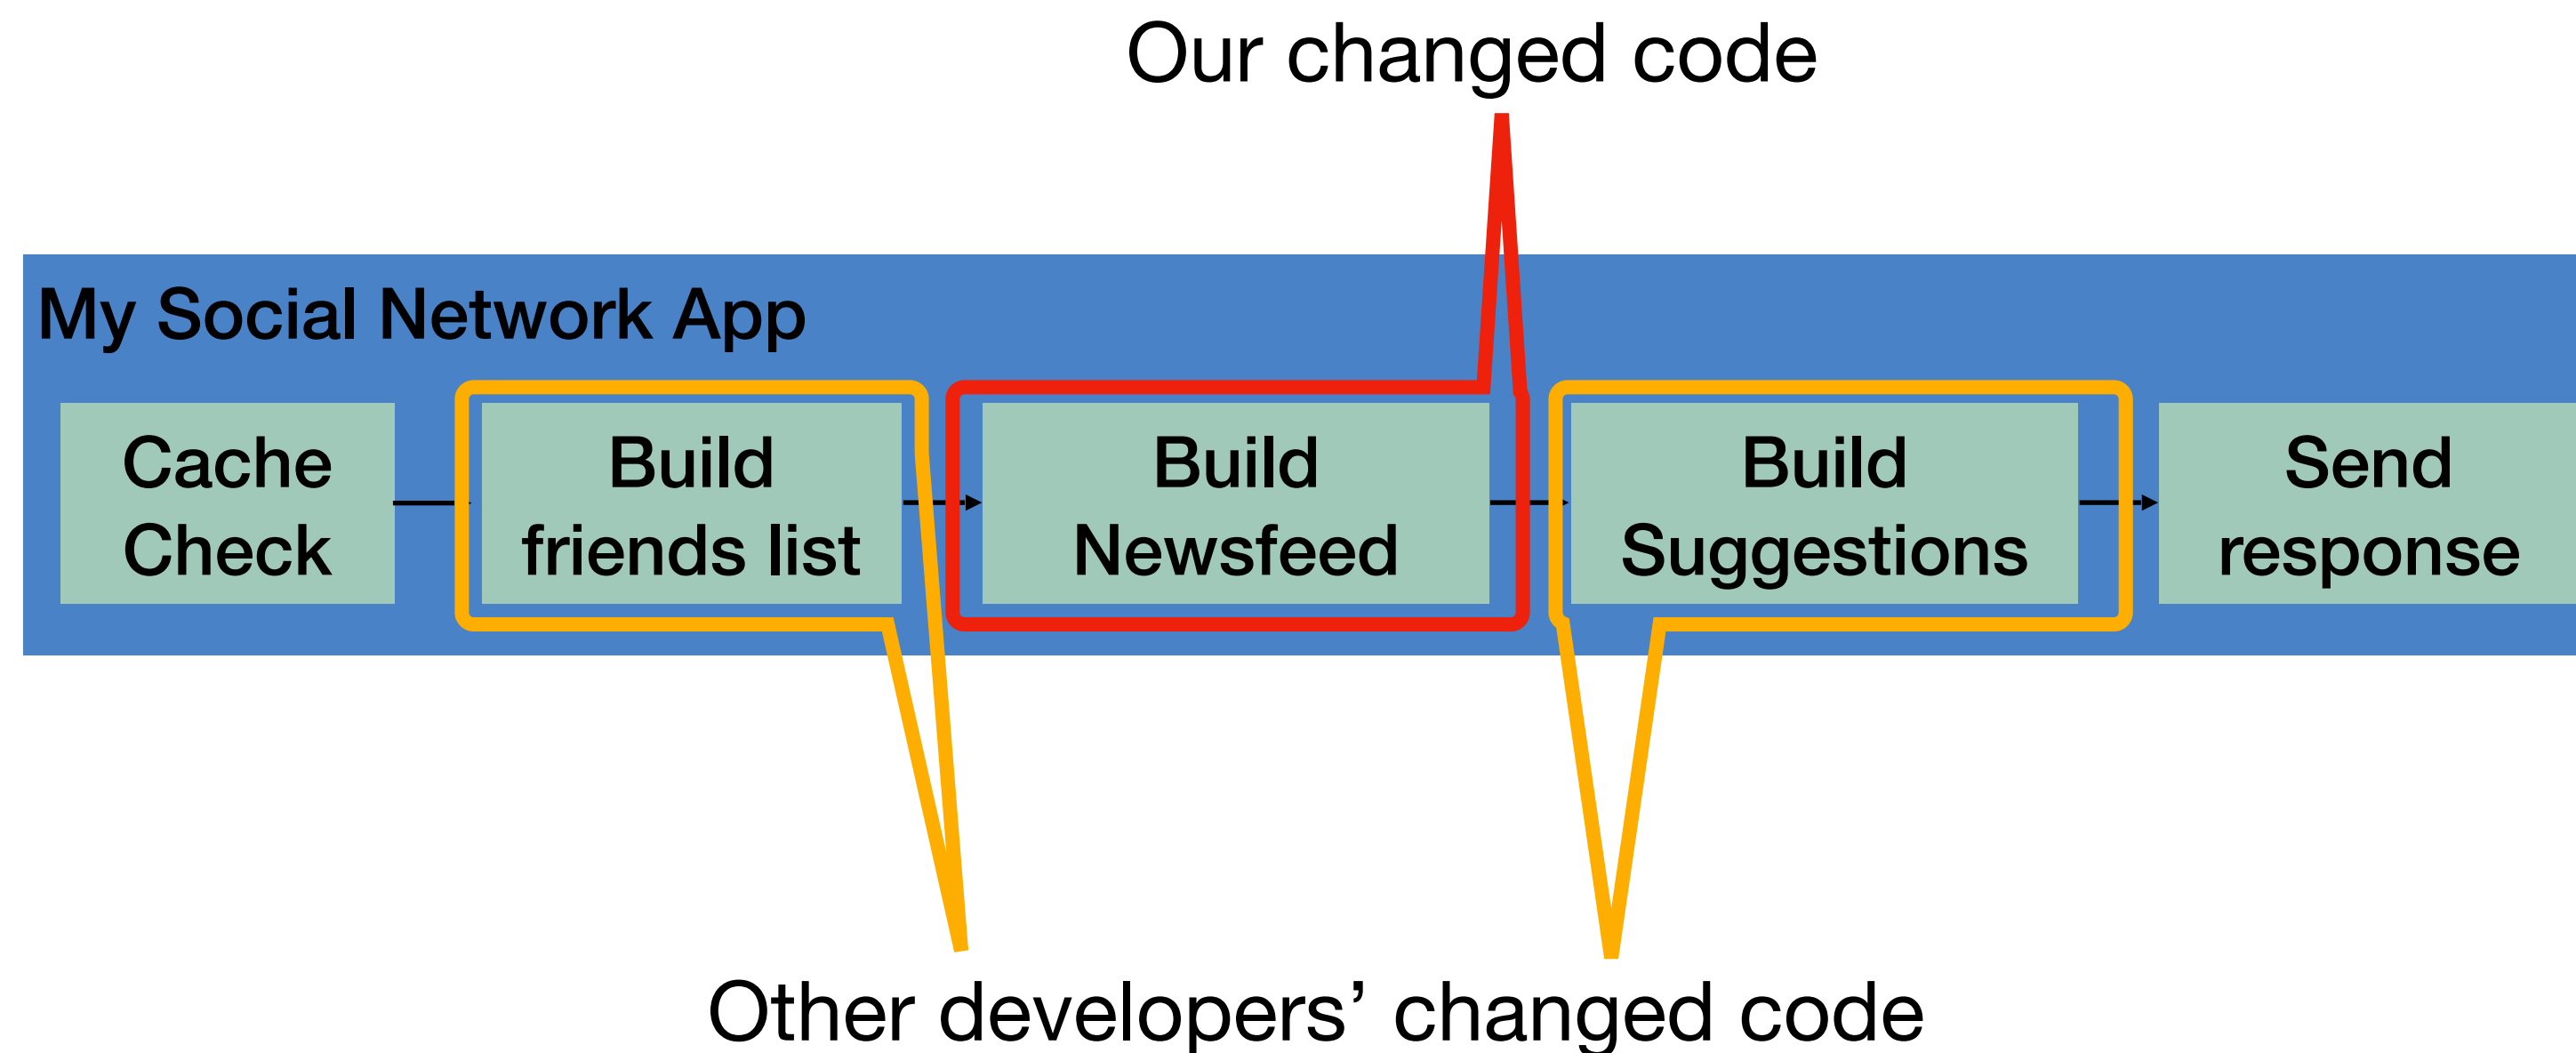 Our changed code
My Social Network App
Cache
Check
Build
friends list
Build
Newsfeed
Build
Suggestions
Send
response
Other developers’ changed code